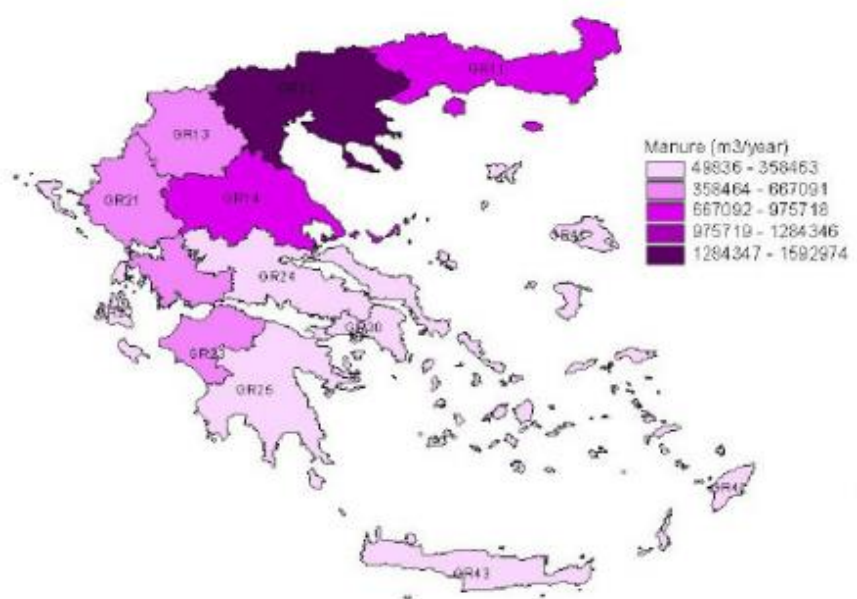 GR11
GR12
GR13
Manure (m3/year)
49836 - 358463
358464 - 667091
667092 - 975718
975719 - 1284346
1284347 - 1592974
GR21
GR14
GR24
GR30
GR23
GR25
GR43